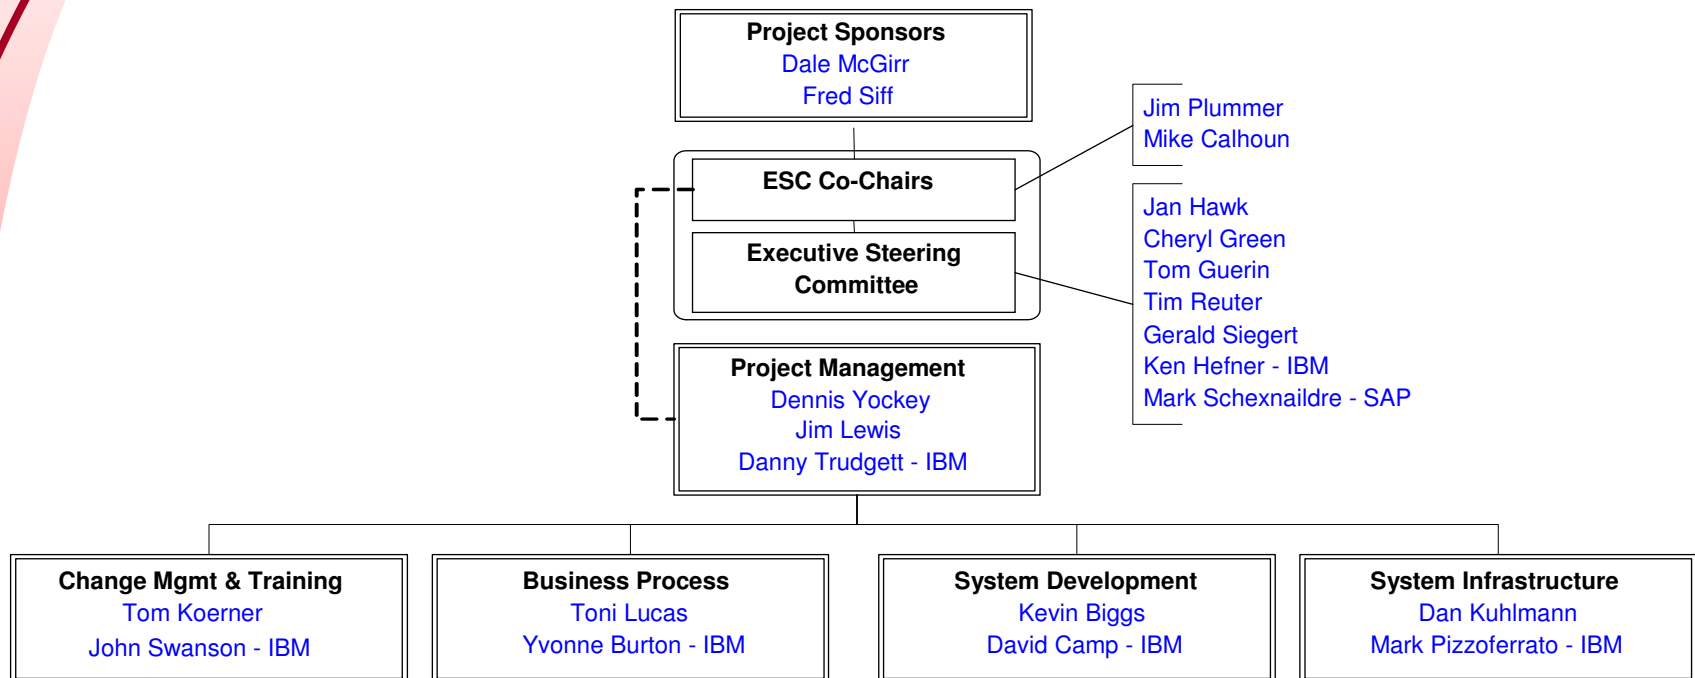 Project Sponsors
Dale McGirr
Fred Siff
Jim Plummer
Mike Calhoun
ESC Co-Chairs
Executive Steering
Committee
Jan Hawk
Cheryl Green
Tom Guerin
Tim Reuter
Gerald Siegert
Ken Hefner - IBM
Mark Schexnaildre - SAP
Project Management
Dennis Yockey
Jim Lewis
Danny Trudgett - IBM
Change Mgmt & Training
Tom Koerner
John Swanson - IBM
Business Process
Toni Lucas
Yvonne Burton - IBM
System Development
Kevin Biggs
David Camp - IBM
System Infrastructure
Dan Kuhlmann
Mark Pizzoferrato - IBM